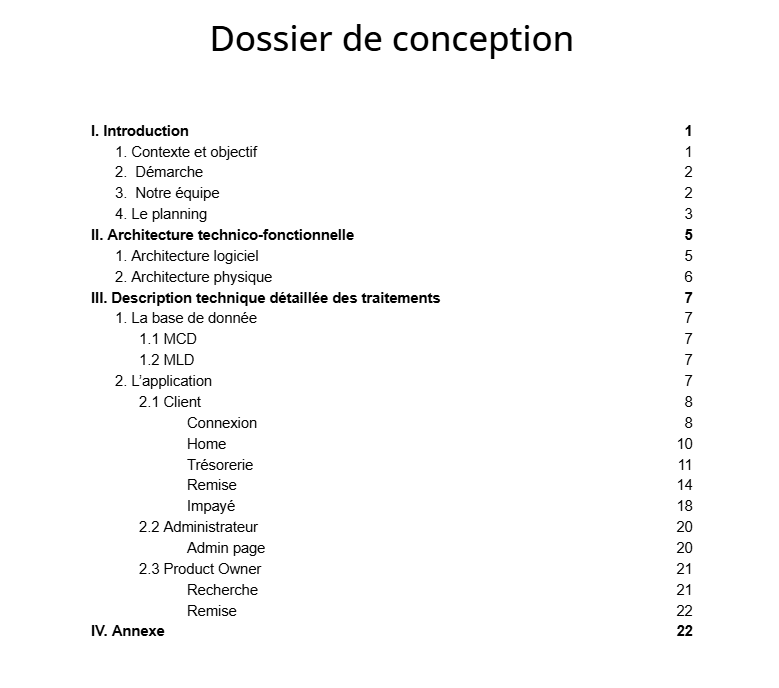 Dossier de conception
I. Introduction 1
1. Contexte et objectif 1
2. Démarche 2
3. Notre équipe 2
4. Le planning 3
II. Architecture technico-fonctionnelle 5
1. Architecture logiciel 5
2. Architecture physique 6
III. Description technique détaillée des traitements 7
1. La base de donnée 7
1.1 MCD 7
1.2 MLD 7
2. L'application 7
2.1 Client 8
Connexion 8
Home 10
Trésorerie 11
Remise 14
Impayé 18
2.2 Administrateur 20
Admin page 20
2.3 Product Owner 21
Recherche 21
Remise 22
IV. Annexe 22